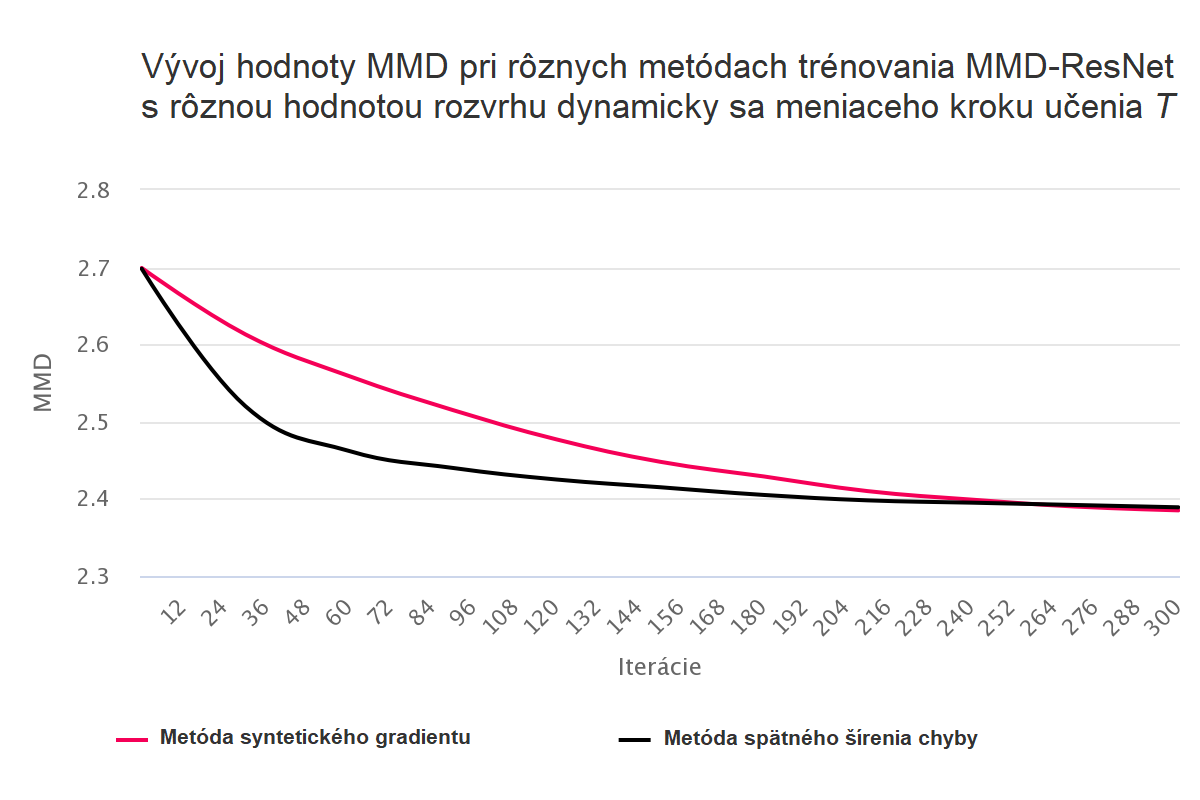 Vývoj hodnoty MMD pri rôznych metódach trénovania MMD-ResNet
s rôznou hodnotou rozvrhu dynamicky sa meniaceho kroku učenia T
2.8
2.7
2.6
2.5
2.4
2.3
MMD
12 24 36 48 60 72 84 96 108 120 132 144 156 168 180 192 204 216 228 240 252 264 276 288 300
Iterácie
Metóda syntetického gradientu
Metóda spätného šírenia chyby